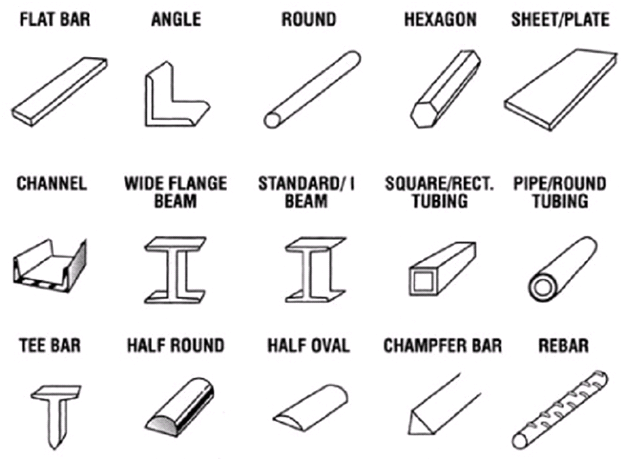 FLAT BAR
ANGLE
ROUND
HEXAGON
SHEET/PLATE
CHANNEL
WIDE FLANGE
BEAM
STANDARD/ I
BEAM
SQUARE/RECT.
TUBING
PIPE/ROUND
TUBING
TEE BAR
HALF ROUND
HALF OVAL
CHAMPFER BAR
REBAR